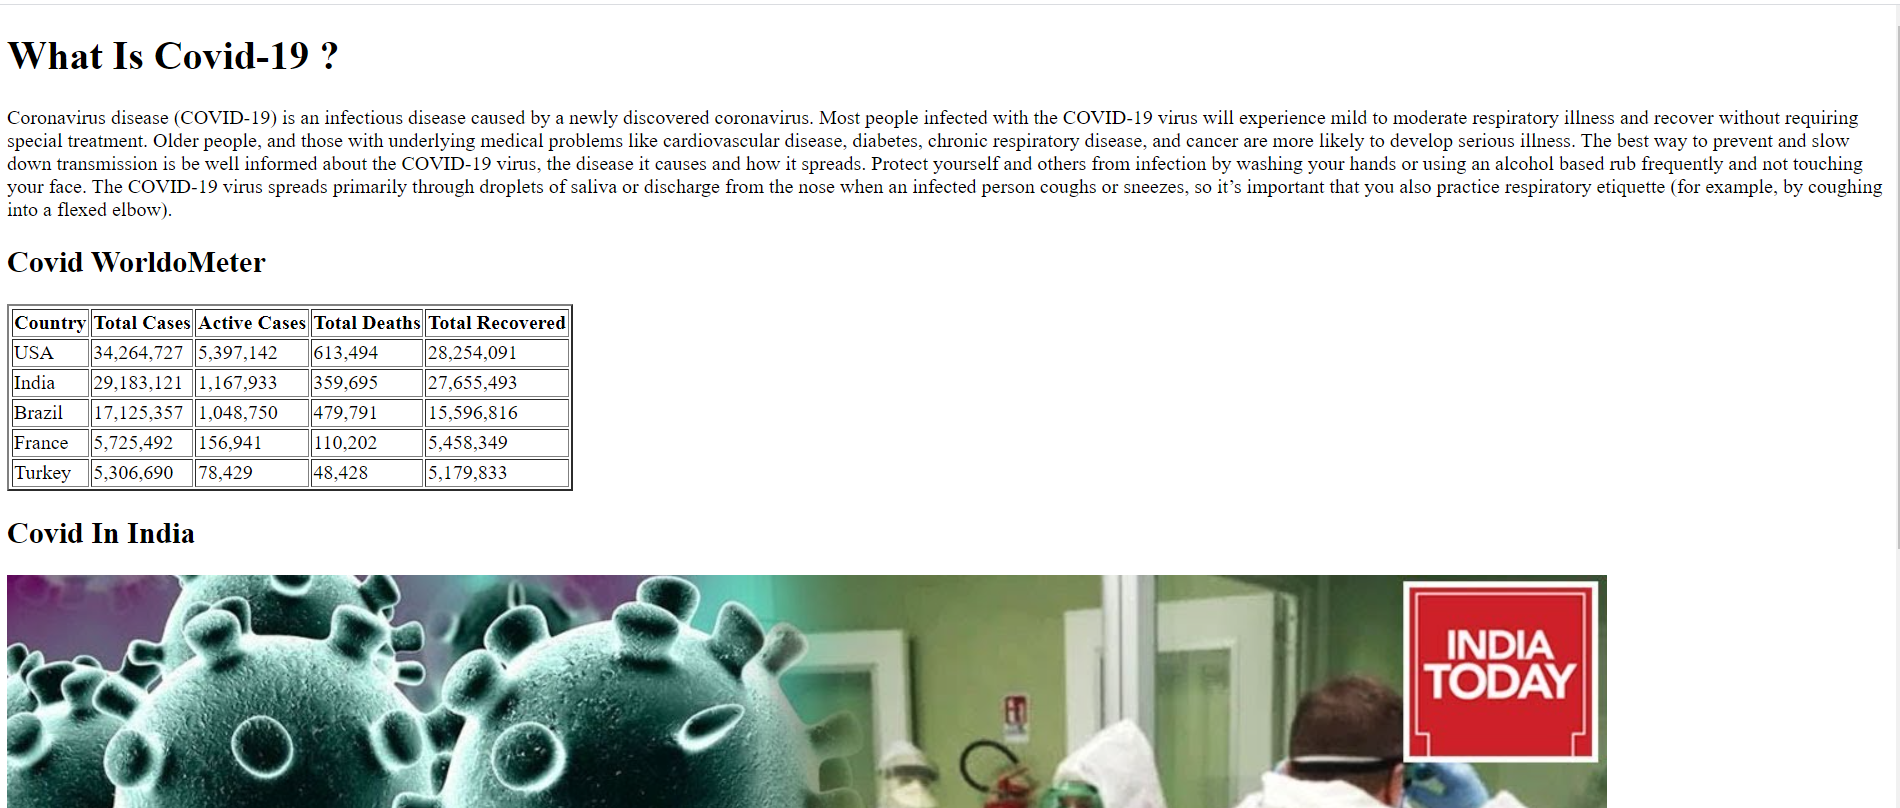 What Is Covid-19 ?
Coronavirus disease (COVID-19) is an infectious disease caused by a newly discovered coronavirus. Most people infected with the COVID-19 virus will experience mild to moderate respiratory illness and recover without requiring
special treatment. Older people, and those with underlying medical problems like cardiovascular disease, diabetes, chronic respiratory disease, and cancer are more likely to develop serious illness. The best way to prevent and slow
down transmission is be well informed about the COVID-19 virus, the disease it causes and how it spreads. Protect yourself and others from infection by washing your hands or using an alcohol based rub frequently and not touching
your face. The COVID-19 virus spreads primarily through droplets of saliva or discharge from the nose when an infected person coughs or sneezes, so it’s important that you also practice respiratory etiquette (for example, by coughing
into a flexed elbow).
Covid WorldoMeter
Country Total Cases Active Cases Total Deaths Total Recovered
USA 34,264,727 5,397,142 613,494 28,254,091
India 29,183,121 1,167,933 359,695 27,655,493
Brazil 17,125,357 1,048,750 479,791 15,596,816
France 5,725,492 156,941 110,202 5,458,349
Turkey 5,306,690 78,429 48,428 5,179,833
Covid In India
INDIA
TODAY